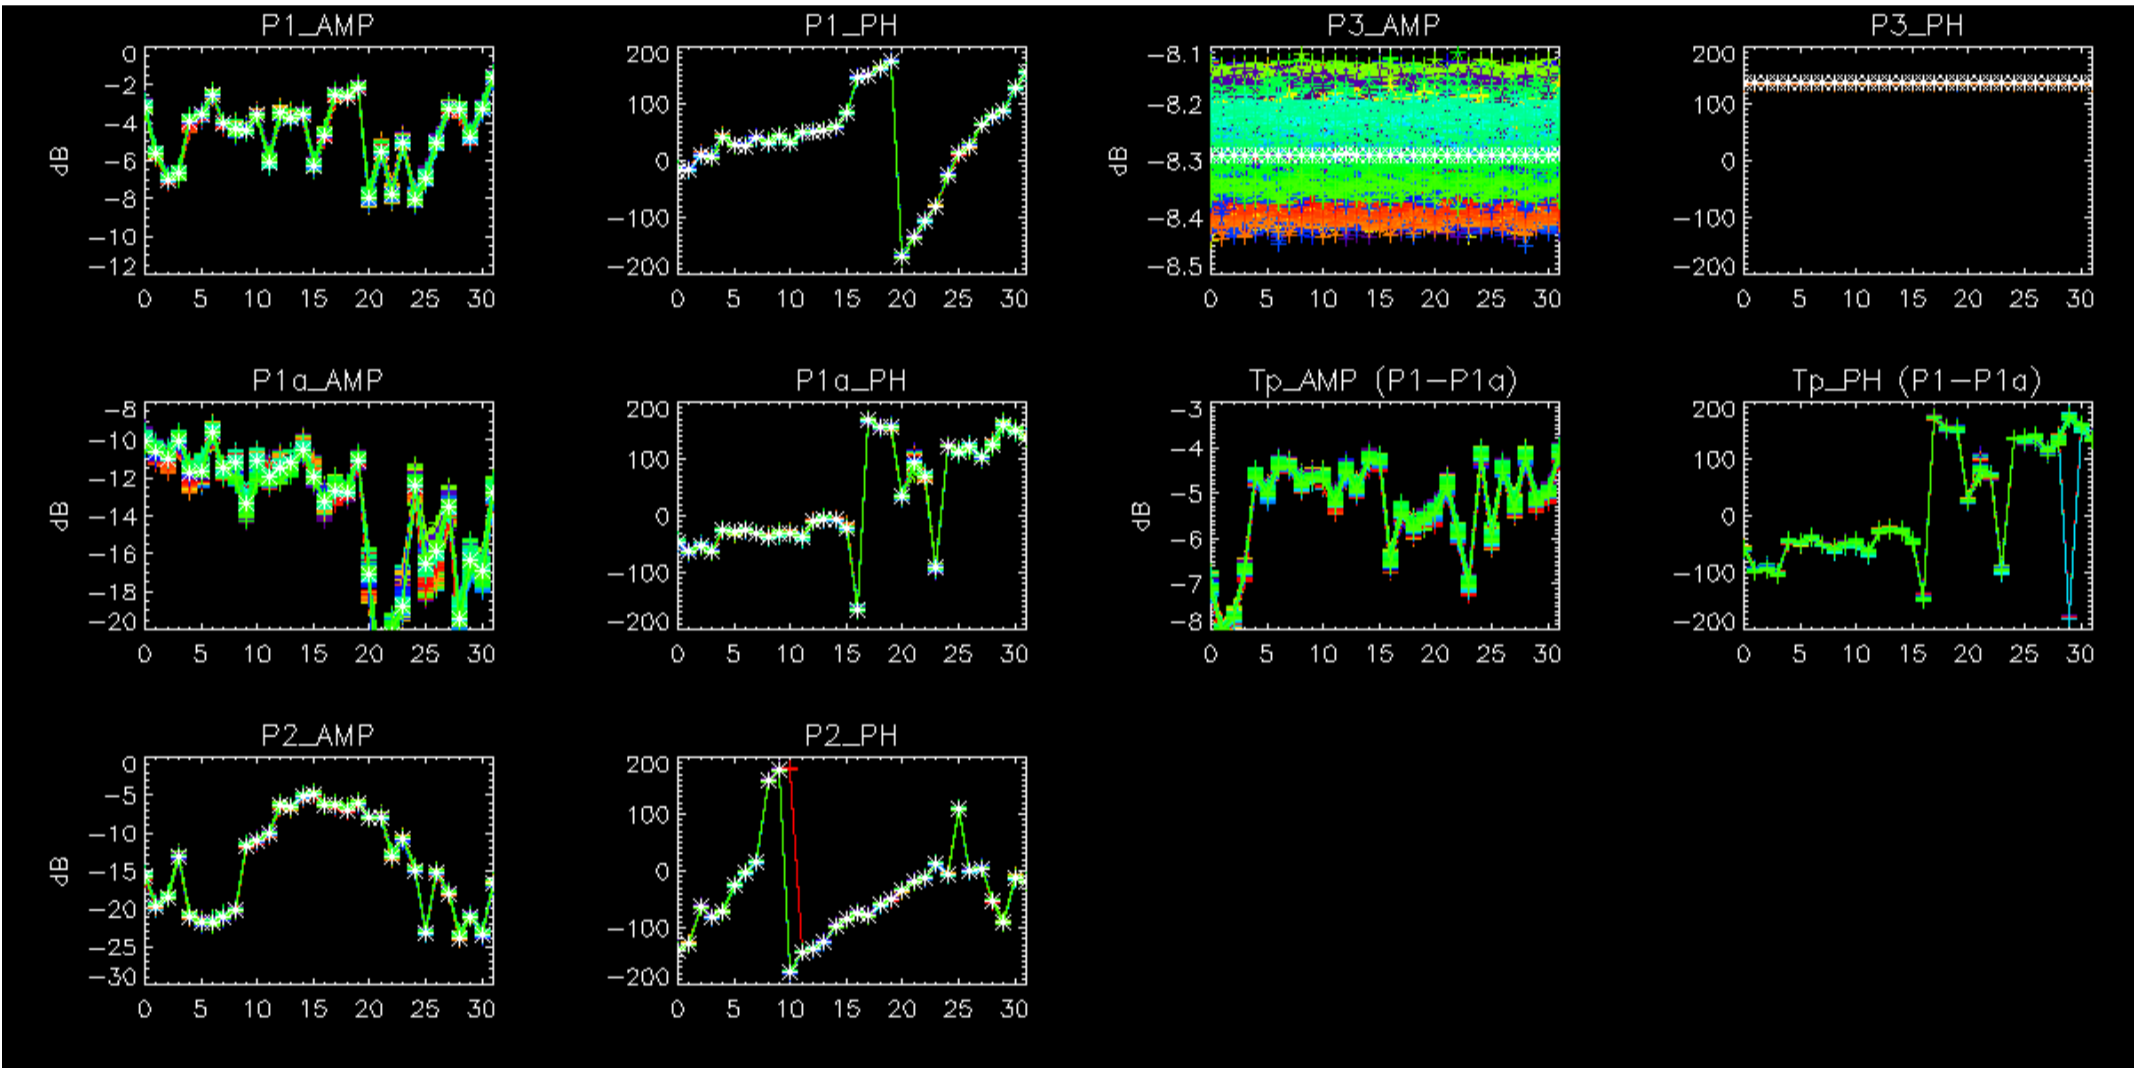 P1_AMP
dB
0
−2
−4
−6
−8
−10
−12
0 5 10 15 20 25 30
P1_PH
200
100
0
−100
−200
0 5 10 15 20 25 30
P3_AMP
dB
−8.1
−8.2
−8.3
−8.4
−8.5
0 5 10 15 20 25 30
P3_PH
200
100
0
−100
−200
0 5 10 15 20 25 30
P1a_AMP
dB
−8
−10
−12
−14
−16
−18
−20
0 5 10 15 20 25 30
P1a_PH
200
100
0
−100
−200
0 5 10 15 20 25 30
Tp_AMP (P1−P1a)
dB
−3
−4
−5
−6
−7
−8
0 5 10 15 20 25 30
Tp_PH (P1−P1a)
200
100
0
−100
−200
0 5 10 15 20 25 30
P2_AMP
dB
0
−5
−10
−15
−20
−25
−30
0 5 10 15 20 25 30
P2_PH
200
100
0
−100
−200
0 5 10 15 20 25 30